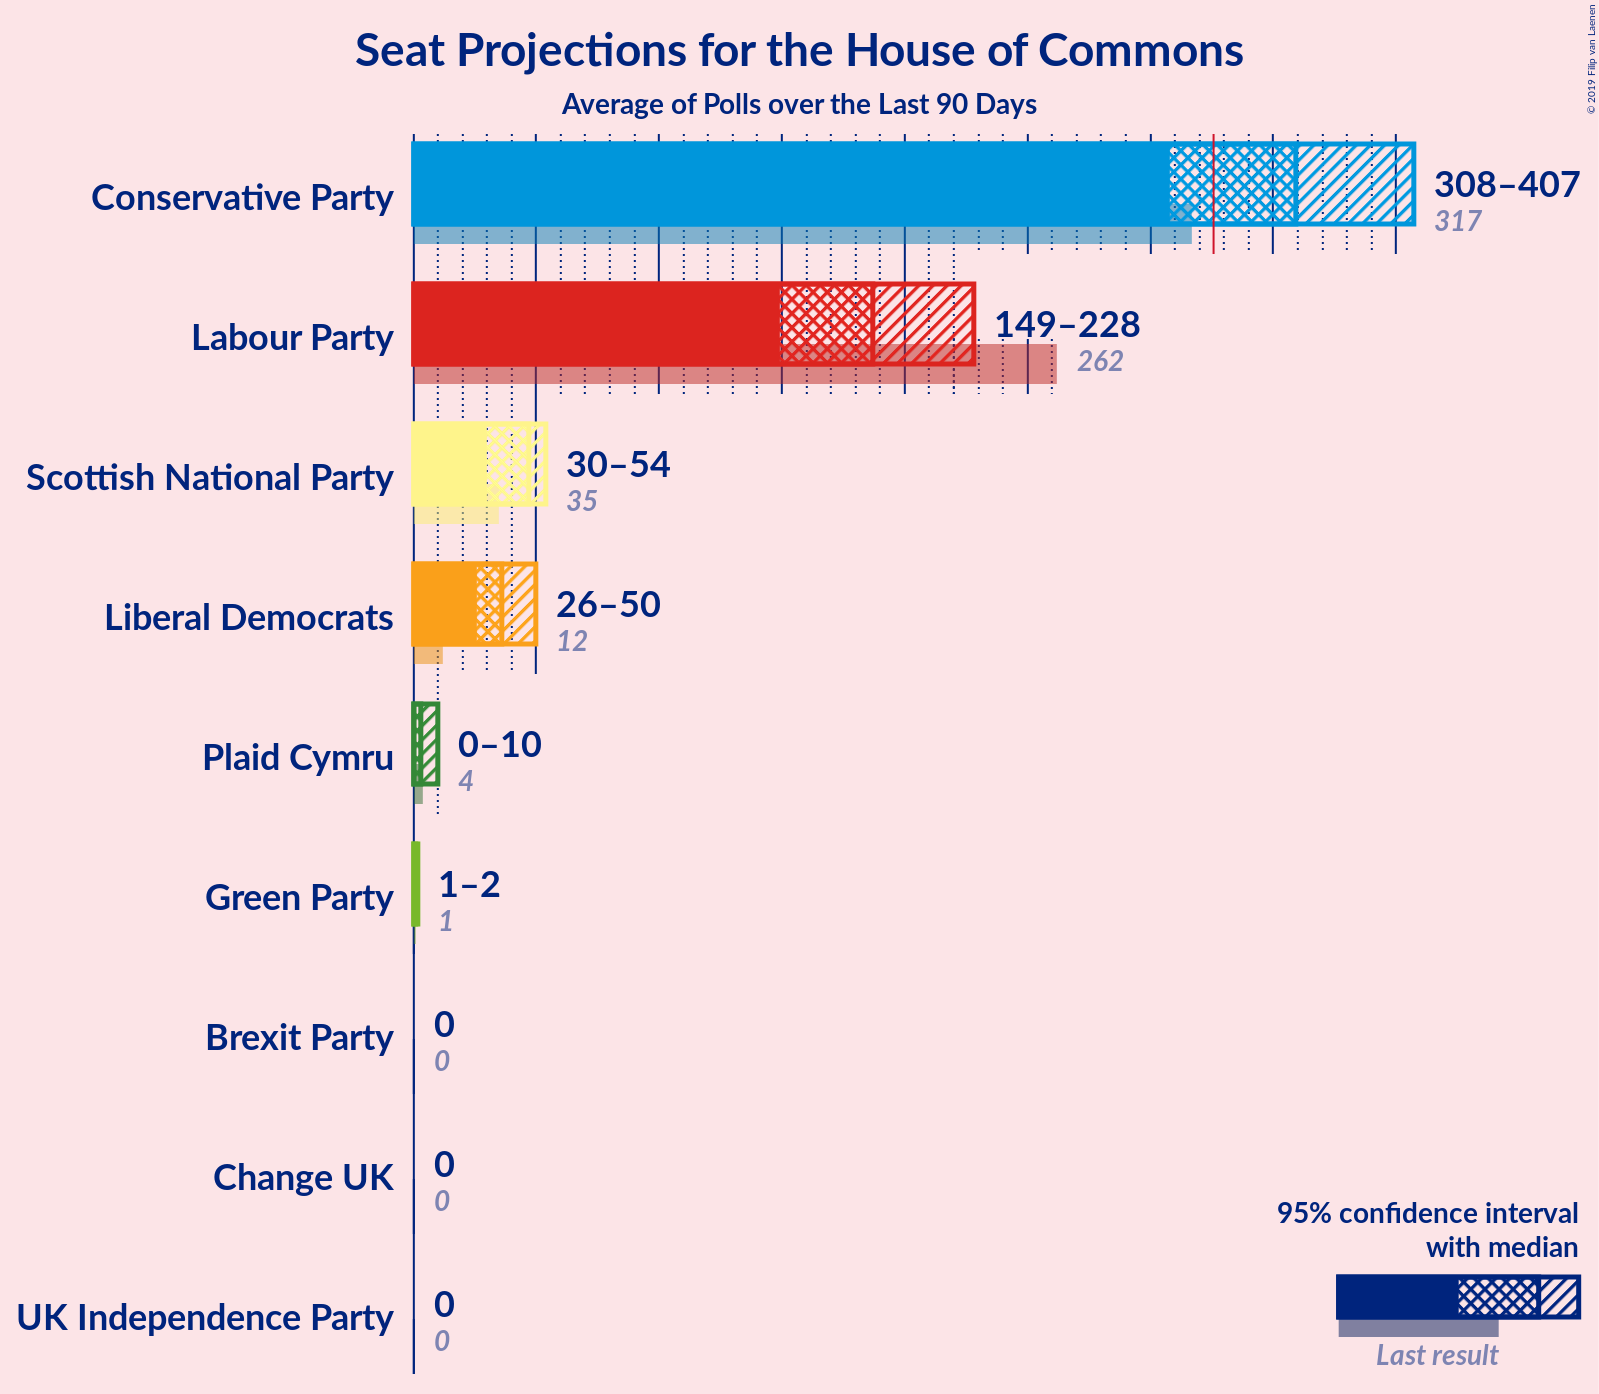 © 2019 Filip van Laenen
Seat Projections for the House of Commons
Average of Polls over the Last 90 Days
Conservative Party
308–407
317
Labour Party
149–228
262
Scottish National Party
30–54
35
Liberal Democrats
26–50
12
Plaid Cymru
0–10
4
Green Party
1–2
1
Brexit Party
0
0
Change UK
0
0
UK Independence Party
0
0
95% confidence interval
with median
Last result